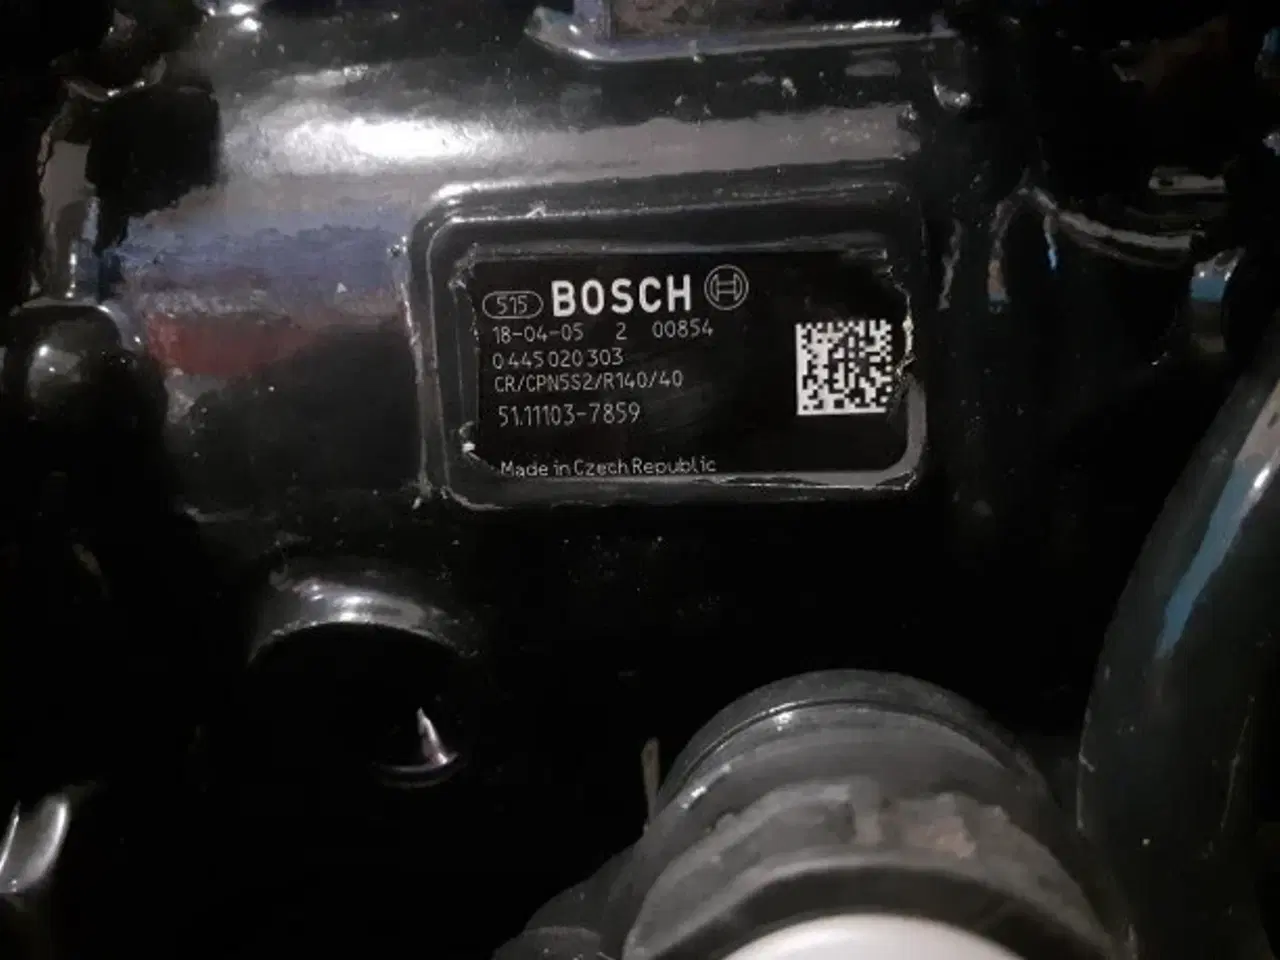 515 BOSCH
18-04-05 2 00854
0 445 020 303
CR/CPN5S2/R140/40
51.11103-7859
Made in Czech Republic